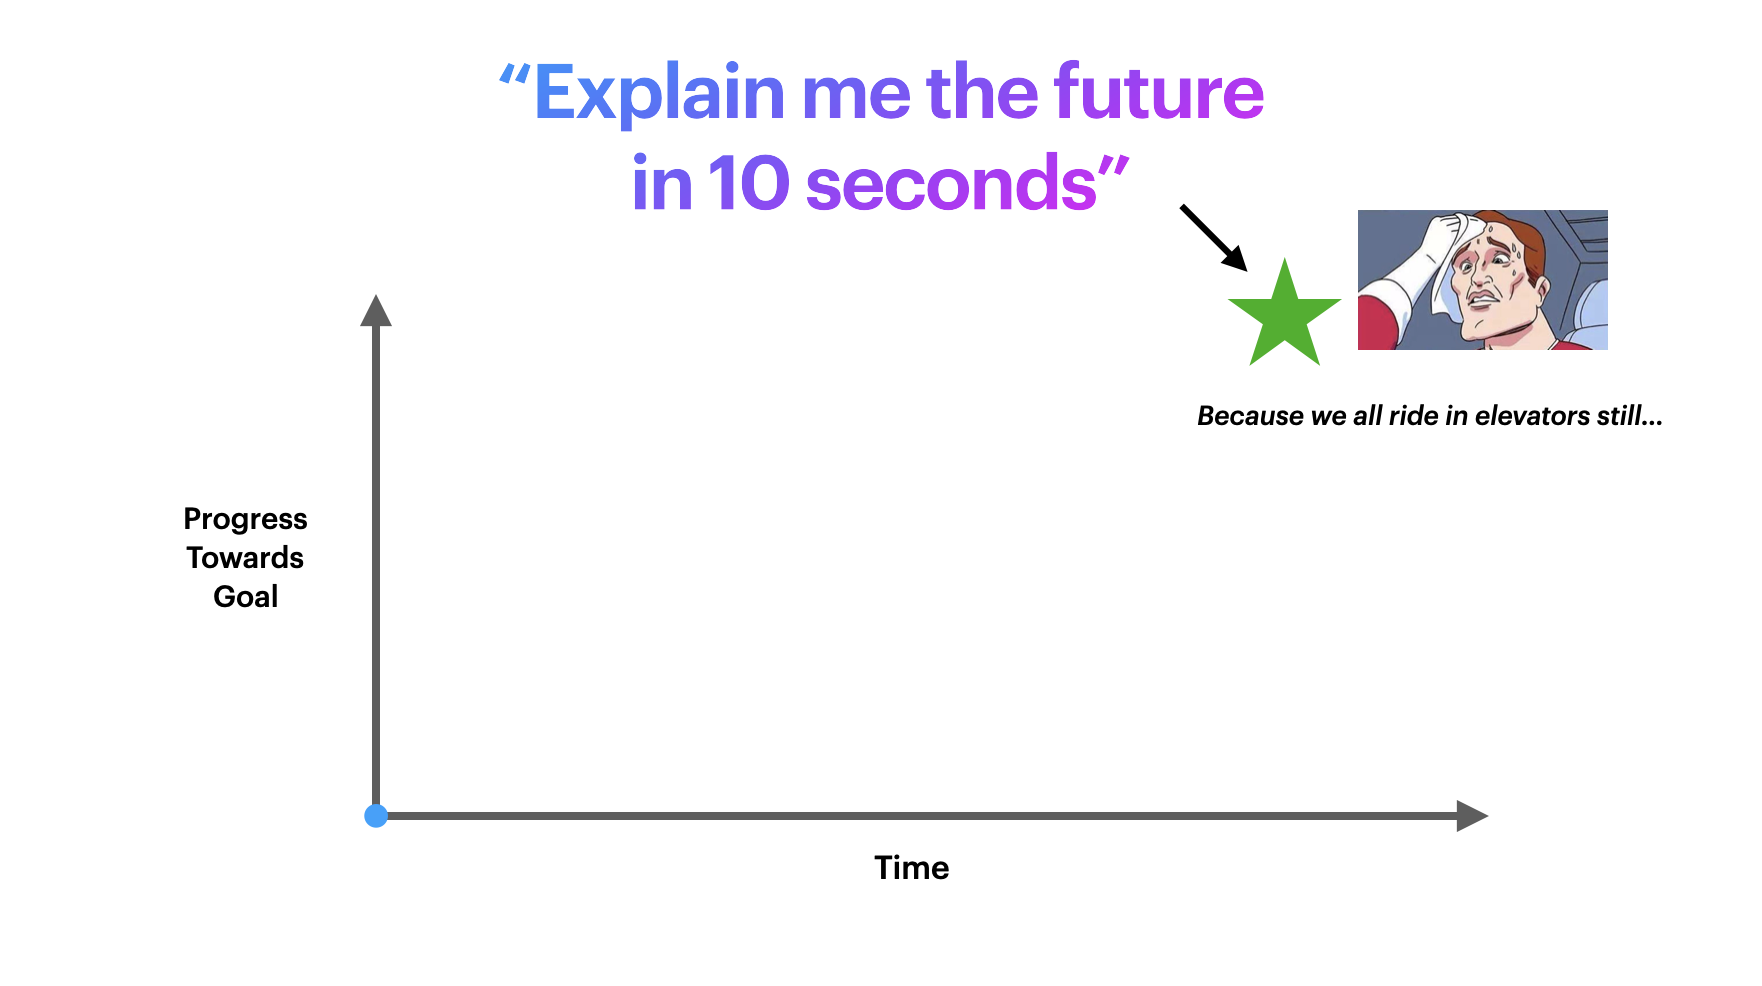 “Explain me the future
in 10 seconds”
Because we all ride in elevators still...
Progress
Towards
Goal
Time